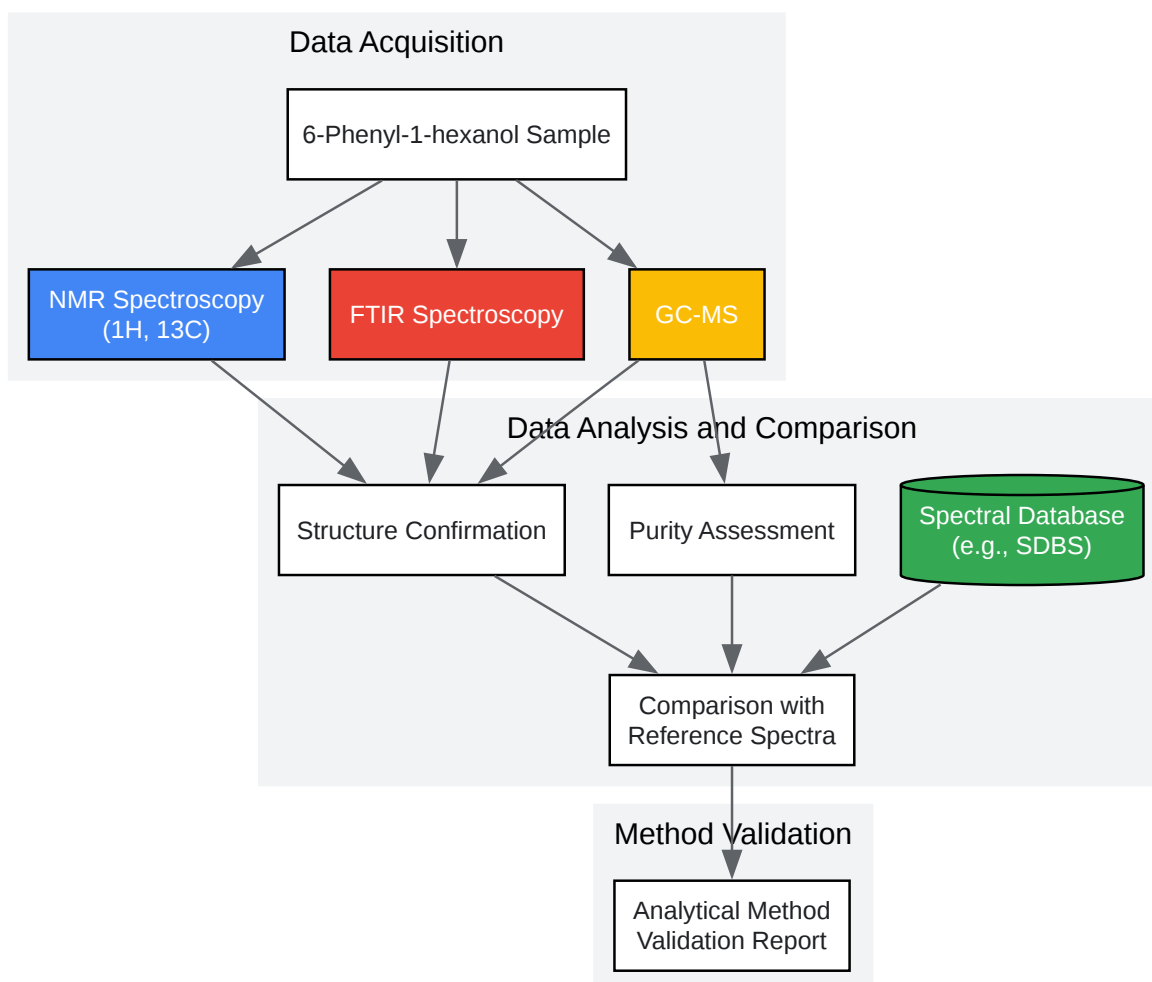 Data Acquisition
6-Phenyl-1-hexanol Sample
NMR Spectroscopy
(1H, 13C)
FTIR Spectroscopy
GC-MS
Data Analysis and Comparison
Structure Confirmation
Purity Assessment
Spectral Database
(e.g., SDBS)
Comparison with
Reference Spectra
Method Validation
Analytical Method
Validation Report